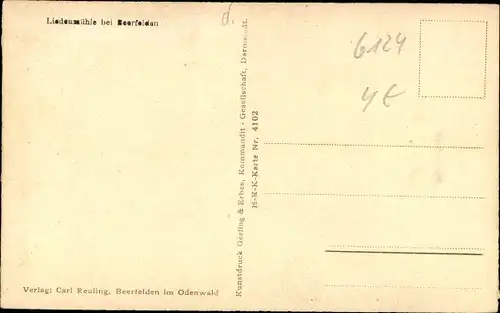 Lindenmühle bei Beerfelden
d.
6124
4€
Kunstdruck Gerling & Erbes, Kommandit-Gesellschaft, Darmstadt.
H-K-K-Karte Nr. 4102
Verlag: Carl Reuling, Beerfelden im Odenwald